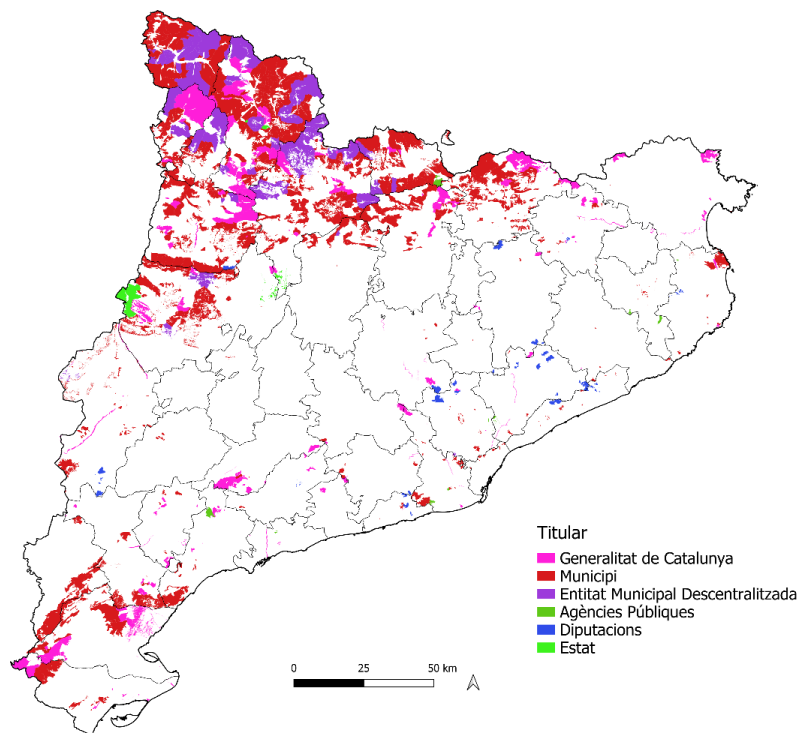 Titular
Generalitat de Catalunya
Municipi
Entitat Municipal Descentralitzada
Agències Públiques
Diputacions
Estat
0 25 50 km